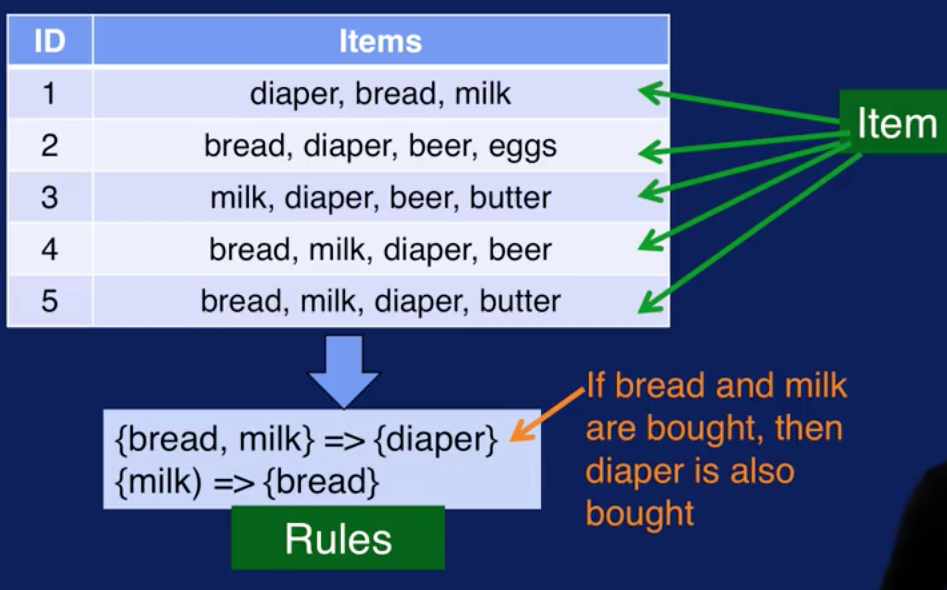 ID Items
1 diaper, bread, milk
2 bread, diaper, beer, eggs
3 milk, diaper, beer, butter
4 bread, milk, diaper, beer
5 bread, milk, diaper, butter
Item
{bread, milk} => {diaper}
{milk) => {bread}
Rules
If bread and milk
are bought, then
diaper is also
bought